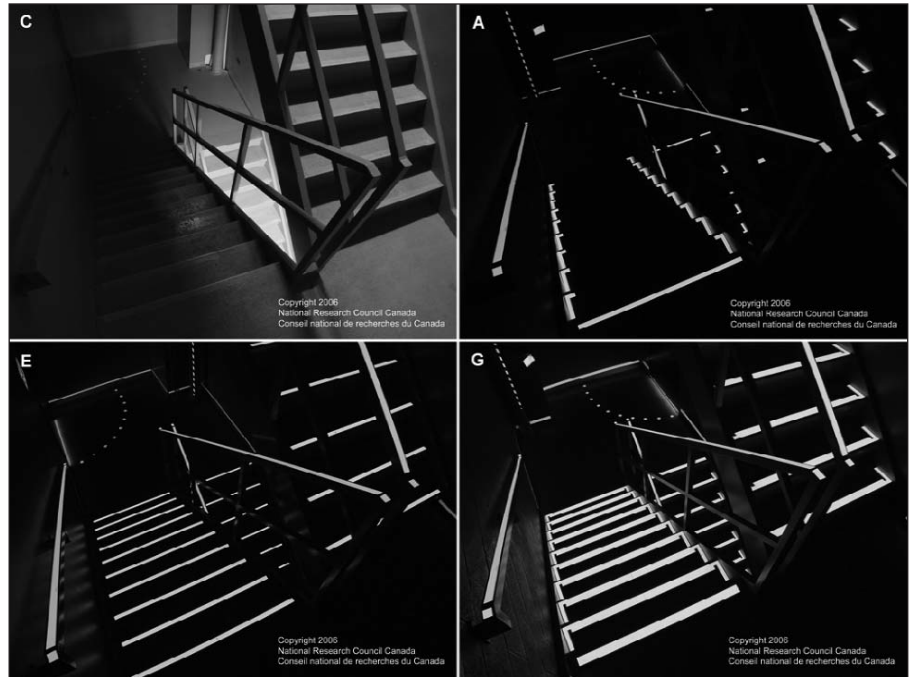 C
Copyright 2006
National Research Council Canada
Conseil national de recherches du Canada
A
Copyright 2006
National Research Council Canada
Conseil national de recherches du Canada
E
Copyright 2006
National Research Council Canada
Conseil national de recherches du Canada
G
Copyright 2006
National Research Council Canada
Conseil national de recherches du Canada